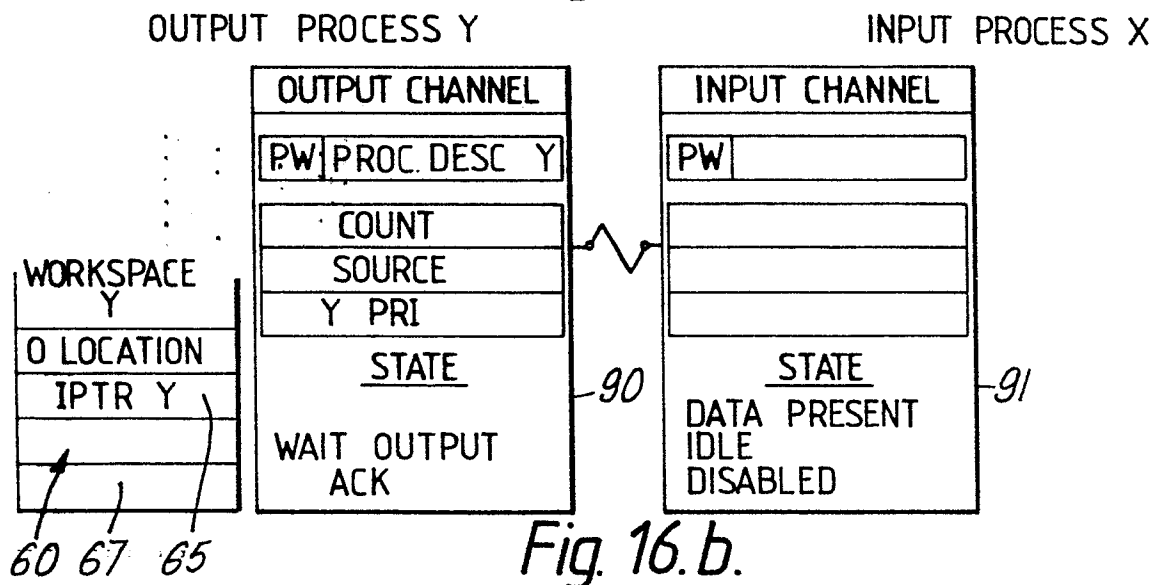 OUTPUT PROCESS Y
INPUT PROCESS X
OUTPUT CHANNEL
PW PROC. DESC Y
COUNT
SOURCE
Y PRI
STATE
WAIT OUTPUT
ACK
90
INPUT CHANNEL
PW
STATE
DATA PRESENT
IDLE
DISABLED
91
WORKSPACE
Y
0 LOCATION
IPTR Y
60 67 65
Fig. 16.b.